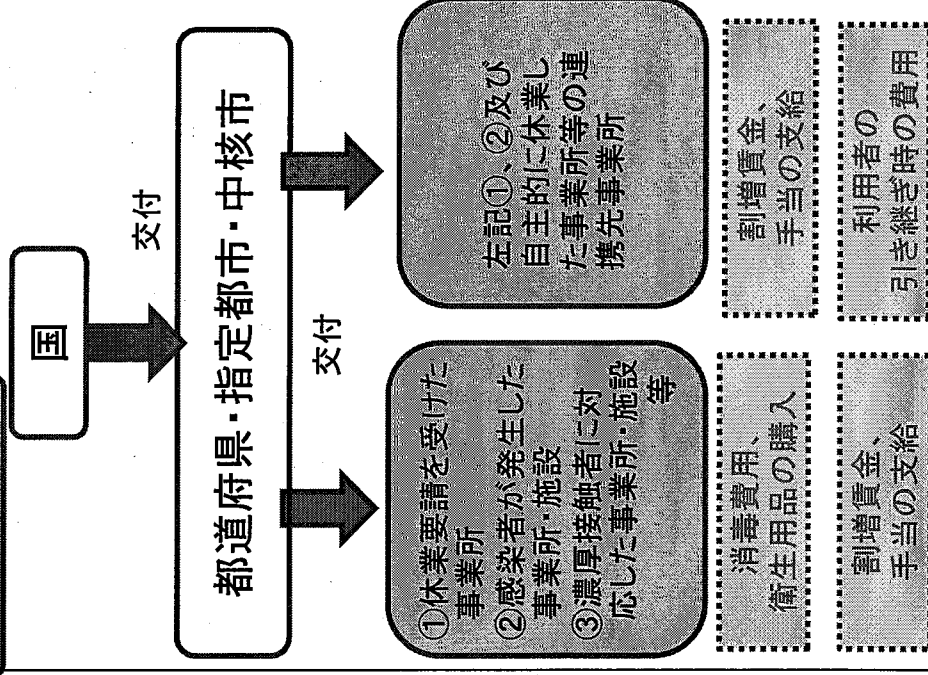 国
交付
都道府県・指定都市・中核市
交付
①休業要請を受けた
事業所
②感染者が発生した
事業所・施設
③濃厚接触者に対
応した事業所・施設
等
左記①、②及び
自主的に休業し
た事業所等の連
携先事業所
消毒費用、
衛生用品の購入
割増賃金、
手当の支給
割増賃金、
手当の支給
利用者の
引き継ぎ時の費用